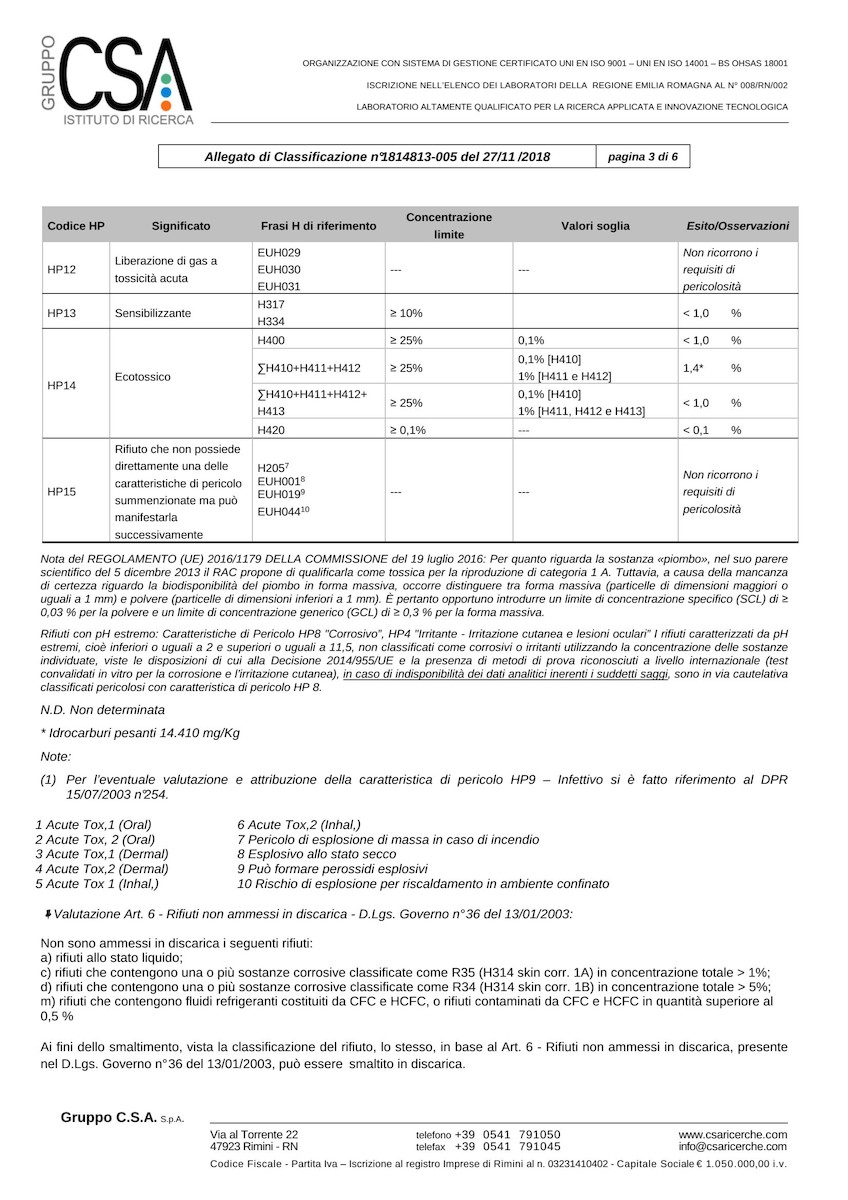 GRUPPO
CSA
ISTITUTO DI RICERCA
ORGANIZZAZIONE CON SISTEMA DI GESTIONE CERTIFICATO UNI EN ISO 9001 – UNI EN ISO 14001 – BS OHSAS 18001
ISCRIZIONE NELL'ELENCO DEI LABORATORI DELLA REGIONE EMILIA ROMAGNA AL N° 008/RN/002
LABORATORIO ALTAMENTE QUALIFICATO PER LA RICERCA APPLICATA E INNOVAZIONE TECNOLOGICA
Allegato di Classificazione n°1814813-005 del 27/11 /2018 pagina 3 di 6
Codice HP Significato Frasi H di riferimento Concentrazione limite Valori soglia Esito/Osservazioni
HP12 Liberazione di gas a tossicità acuta EUH029 EUH030 EUH031 --- --- Non ricorrono i requisiti di pericolosità
HP13 Sensibilizzante H317 H334 ≥ 10% < 1,0 %
HP14 Ecotossico H400 ≥ 25% 0,1% < 1,0 %
∑H410+H411+H412 ≥ 25% 0,1% [H410] 1% [H411 e H412] 1,4* %
∑H410+H411+H412+ H413 ≥ 25% 0,1% [H410] 1% [H411, H412 e H413] < 1,0 %
H420 ≥ 0,1% --- < 0,1 %
HP15 Rifiuto che non possiede direttamente una delle caratteristiche di pericolo summenzionate ma può manifestarla successivamente H205⁷ EUH001⁸ EUH019⁹ EUH044¹⁰ --- --- Non ricorrono i requisiti di pericolosità
Nota del REGOLAMENTO (UE) 2016/1179 DELLA COMMISSIONE del 19 luglio 2016: Per quanto riguarda la sostanza «piombo», nel suo parere
scientifico del 5 dicembre 2013 il RAC propone di qualificarla come tossica per la riproduzione di categoria 1 A. Tuttavia, a causa della mancanza
di certezza riguardo la biodisponibilità del piombo in forma massiva, occorre distinguere tra forma massiva (particelle di dimensioni maggiori o
uguali a 1 mm) e polvere (particelle di dimensioni inferiori a 1 mm). È pertanto opportuno introdurre un limite di concentrazione specifico (SCL) di ≥
0,03 % per la polvere e un limite di concentrazione generico (GCL) di ≥ 0,3 % per la forma massiva.
Rifiuti con pH estremo: Caratteristiche di Pericolo HP8 "Corrosivo", HP4 "Irritante - Irritazione cutanea e lesioni oculari" I rifiuti caratterizzati da pH
estremi, cioè inferiori o uguali a 2 e superiori o uguali a 11,5, non classificati come corrosivi o irritanti utilizzando la concentrazione delle sostanze
individuate, viste le disposizioni di cui alla Decisione 2014/955/UE e la presenza di metodi di prova riconosciuti a livello internazionale (test
convalidati in vitro per la corrosione e l'irritazione cutanea), in caso di indisponibilità dei dati analitici inerenti i suddetti saggi, sono in via cautelativa
classificati pericolosi con caratteristica di pericolo HP 8.
N.D. Non determinata
* Idrocarburi pesanti 14.410 mg/Kg
Note:
(1) Per l'eventuale valutazione e attribuzione della caratteristica di pericolo HP9 – Infettivo si è fatto riferimento al DPR
15/07/2003 n°254.
1 Acute Tox,1 (Oral) 6 Acute Tox,2 (Inhal,)
2 Acute Tox, 2 (Oral) 7 Pericolo di esplosione di massa in caso di incendio
3 Acute Tox,1 (Dermal) 8 Esplosivo allo stato secco
4 Acute Tox,2 (Dermal) 9 Può formare perossidi esplosivi
5 Acute Tox 1 (Inhal,) 10 Rischio di esplosione per riscaldamento in ambiente confinato
Valutazione Art. 6 - Rifiuti non ammessi in discarica - D.Lgs. Governo n°36 del 13/01/2003:
Non sono ammessi in discarica i seguenti rifiuti:
a) rifiuti allo stato liquido;
c) rifiuti che contengono una o più sostanze corrosive classificate come R35 (H314 skin corr. 1A) in concentrazione totale > 1%;
d) rifiuti che contengono una o più sostanze corrosive classificate come R34 (H314 skin corr. 1B) in concentrazione totale > 5%;
m) rifiuti che contengono fluidi refrigeranti costituiti da CFC e HCFC, o rifiuti contaminati da CFC e HCFC in quantità superiore al
0,5 %
Ai fini dello smaltimento, vista la classificazione del rifiuto, lo stesso, in base al Art. 6 - Rifiuti non ammessi in discarica, presente
nel D.Lgs. Governo n°36 del 13/01/2003, può essere smaltito in discarica.
Gruppo C.S.A. S.p.A.
Via al Torrente 22 telefono +39 0541 791050 www.csaricerche.com
47923 Rimini - RN telefax +39 0541 791045 info@csaricerche.com
Codice Fiscale - Partita Iva – Iscrizione al registro Imprese di Rimini al n. 03231410402 - Capitale Sociale € 1.050.000,00 i.v.